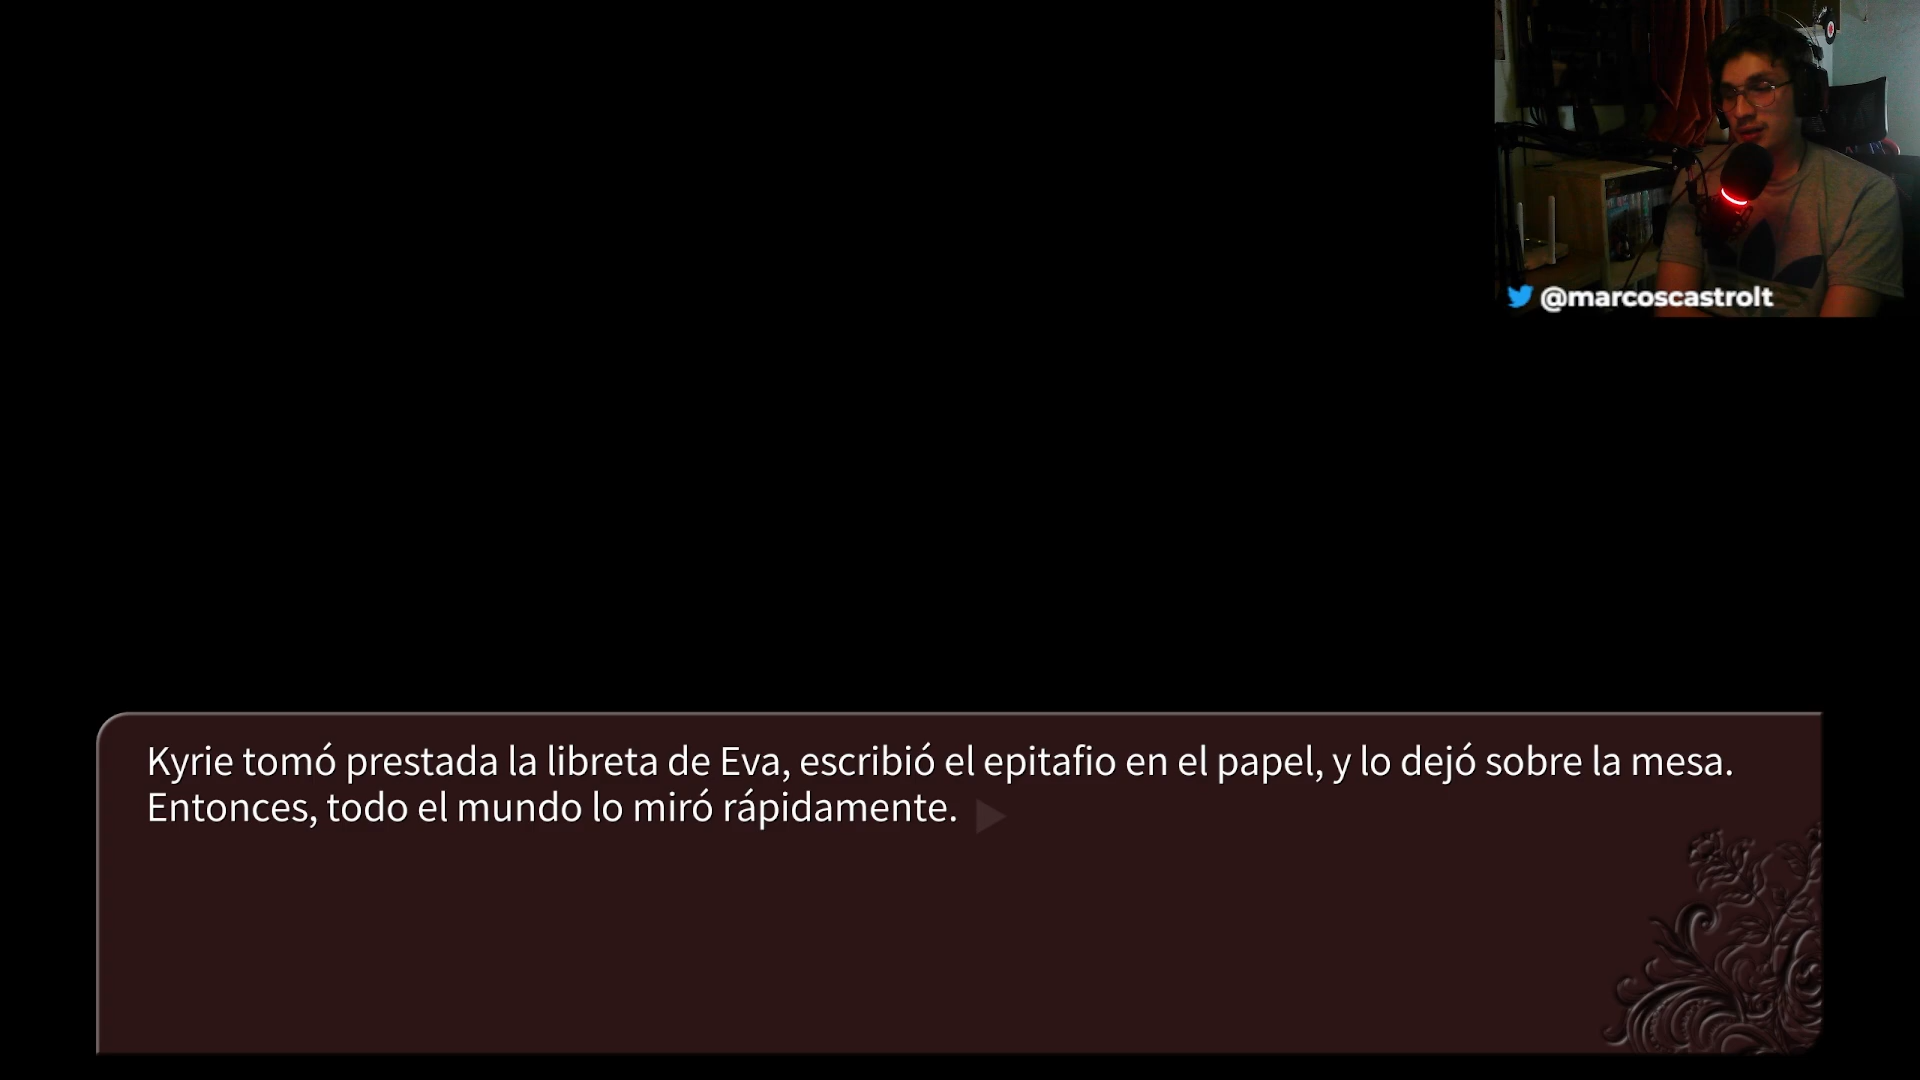 @marcoscastrolt
Kyrie tomó prestada la libreta de Eva, escribió el epitafio en el papel, y lo dejó sobre la mesa.
Entonces, todo el mundo lo miró rápidamente.